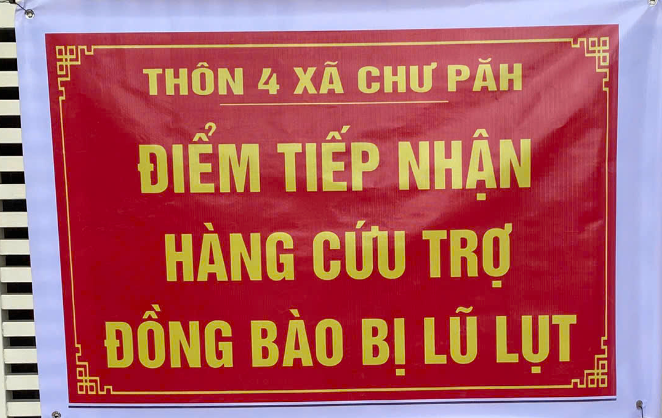 THÔN 4 XÃ CHƯ PĂH
ĐIỂM TIẾP NHẬN
HÀNG CỨU TRỢ
ĐỒNG BÀO BỊ LŨ LỤT